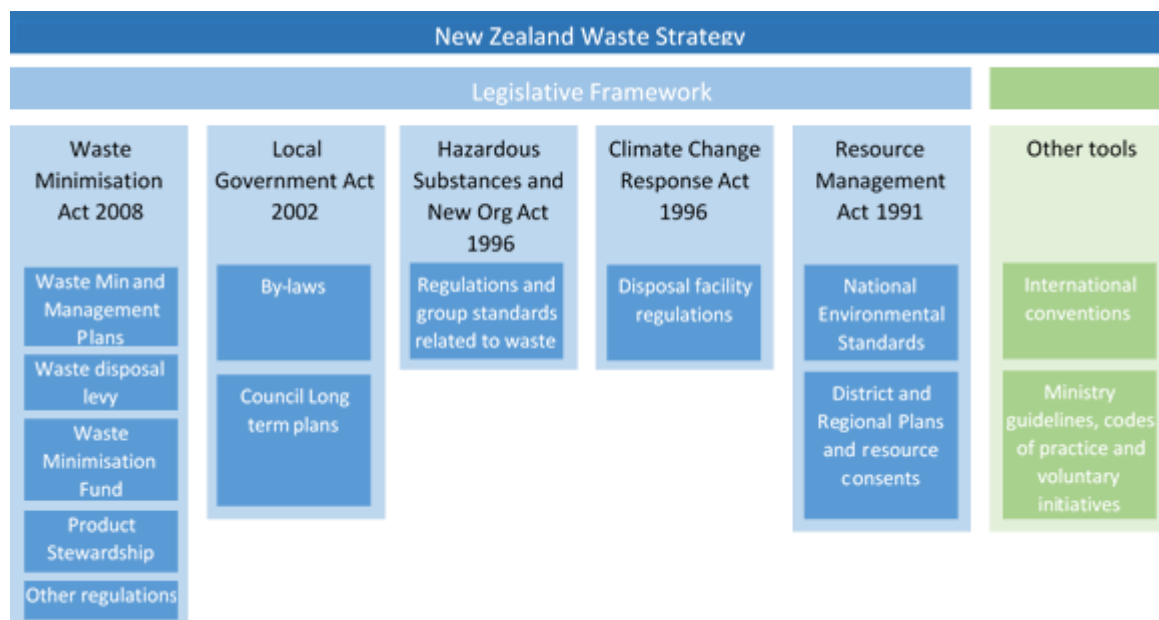 New Zealand Waste Strategy
Legislative Framework
Waste
Minimisation
Act 2008
Waste Min and
Management
Plans
Waste disposal
levy
Waste
Minimisation
Fund
Product
Stewardship
Other regulations
Local
Government Act
2002
By-laws
Council Long
term plans
Hazardous
Substances and
New Org Act
1996
Regulations and
group standards
related to waste
Climate Change
Response Act
1996
Disposal facility
regulations
Resource
Management
Act 1991
National
Environmental
Standards
District and
Regional Plans
and resource
consents
Other tools
International
conventions
Ministry
guidelines, codes
of practice and
voluntary
initiatives